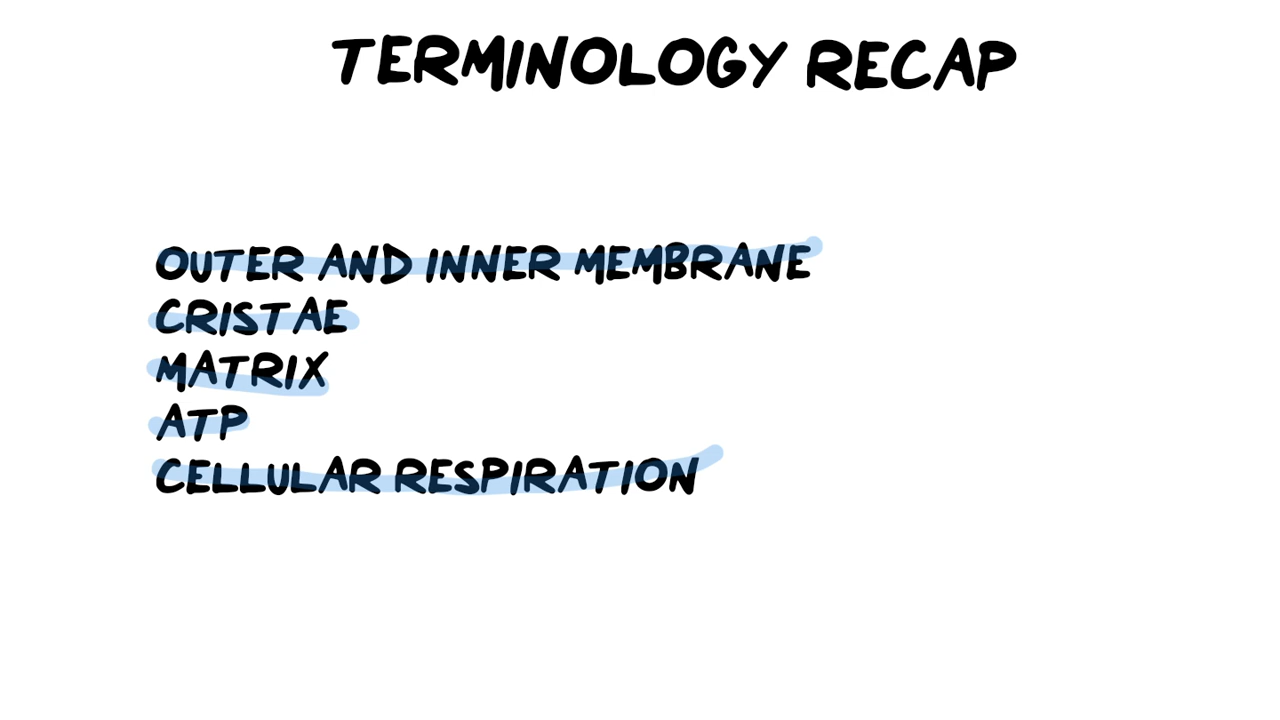 TERMINOLOGY RECAP
OUTER AND INNER MEMBRANE
CRISTAE
MATRIX
ATP
CELLULAR RESPIRATION